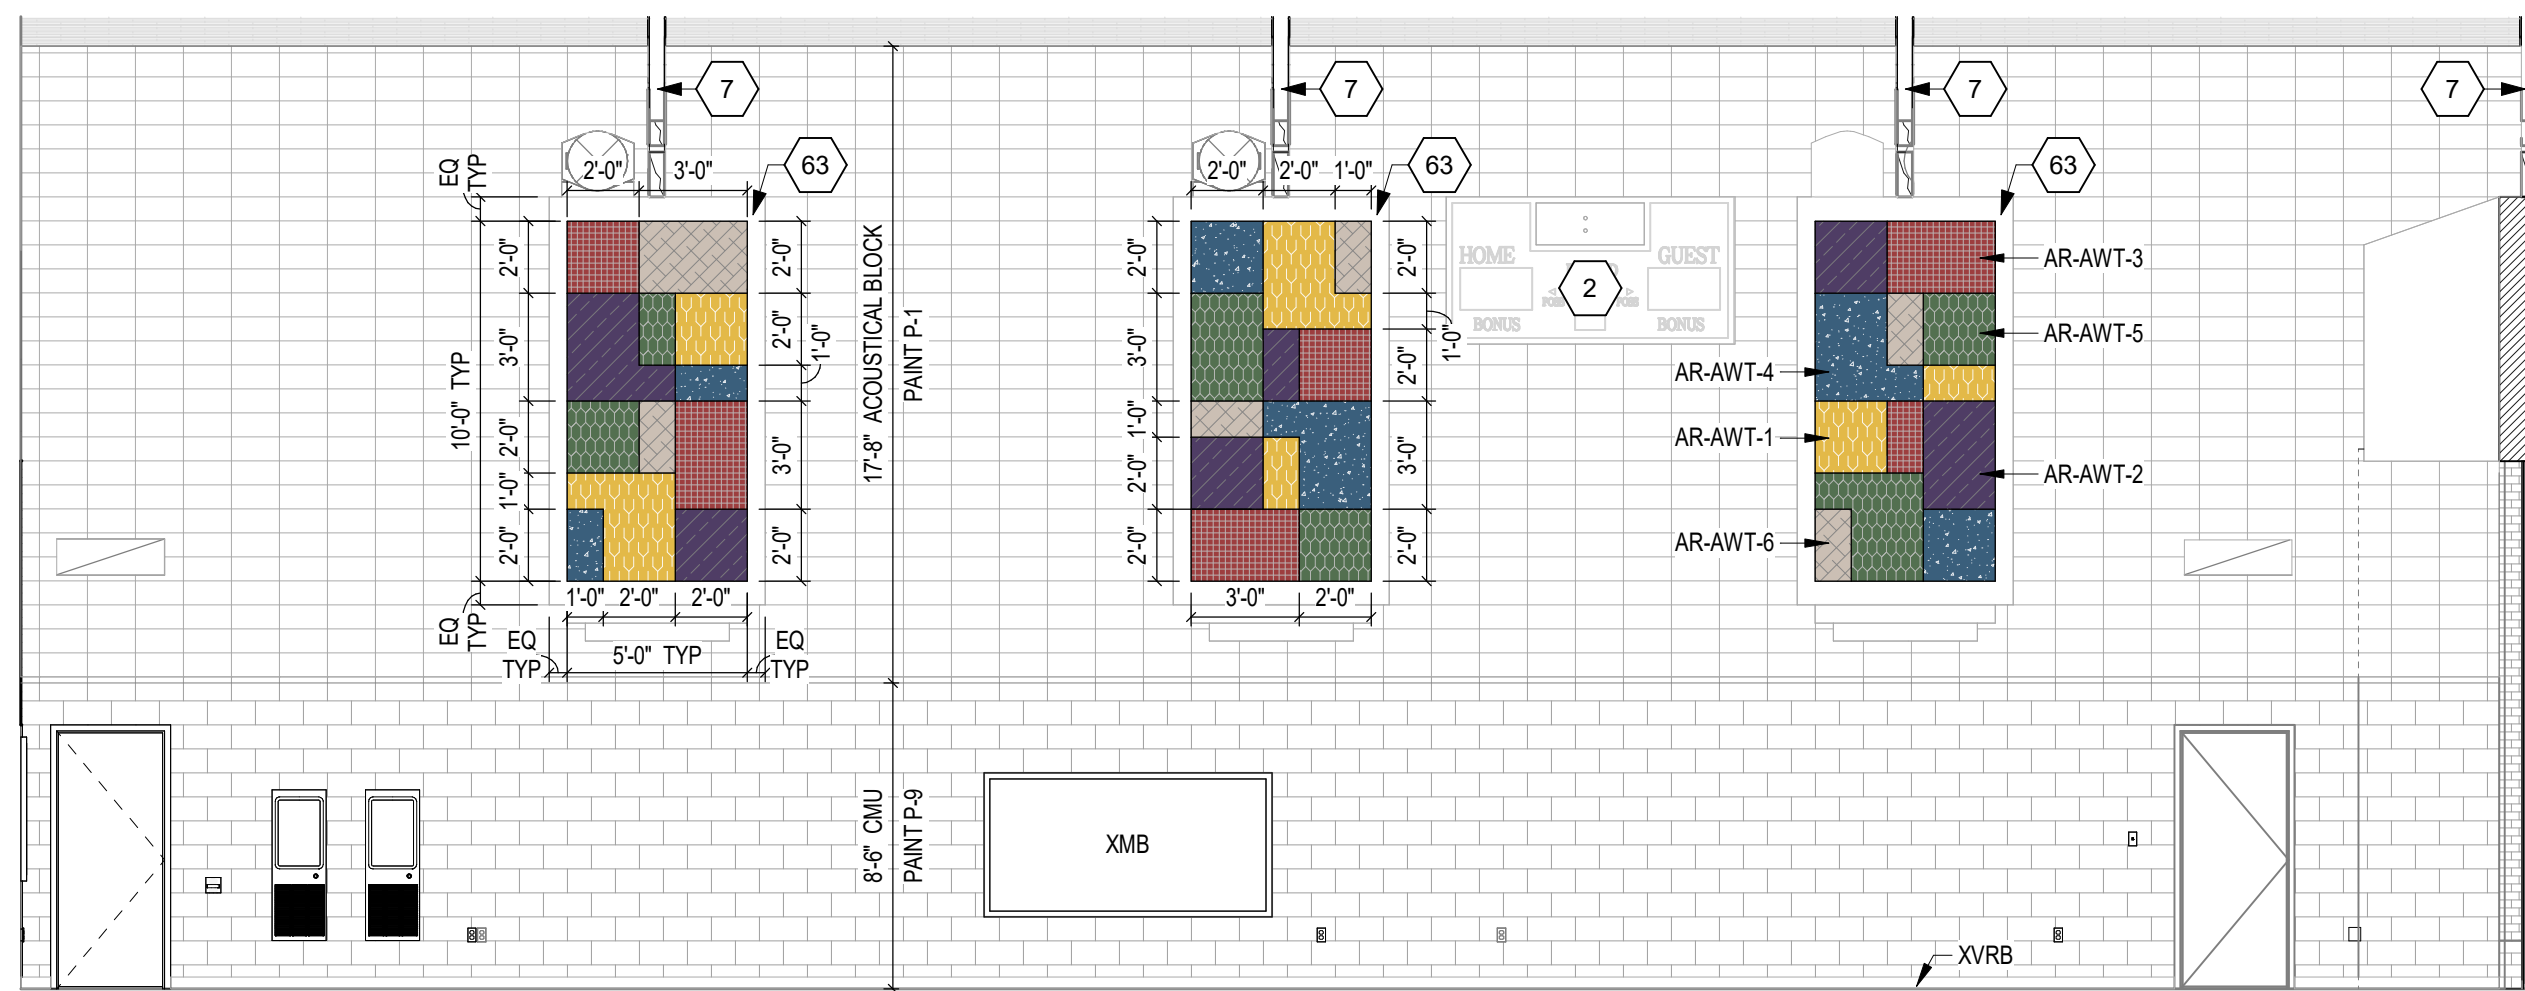 7
7
7
7
63
63
63
EQ
TYP
2'-0"
3'-0"
2'-0"
2'-0"
1'-0"
2'-0"
3'-0"
2'-0"
1'-0"
2'-0"
10'-0" TYP
2'-0"
2'-0"
1'-0"
3'-0"
2'-0"
EQ
TYP
1'-0"
2'-0"
2'-0"
EQ
TYP
5'-0" TYP
EQ
TYP
17'-8" ACOUSTICAL BLOCK
PAINT P-1
2'-0"
3'-0"
1'-0"
2'-0"
2'-0"
2'-0"
1'-0"
2'-0"
3'-0"
2'-0"
3'-0"
2'-0"
HOME
GUEST
2
POSS
POSS
BONUS
BONUS
AR-AWT-3
AR-AWT-5
AR-AWT-4
AR-AWT-1
AR-AWT-2
AR-AWT-6
8'-6" CMU
PAINT P-9
XMB
XVRB